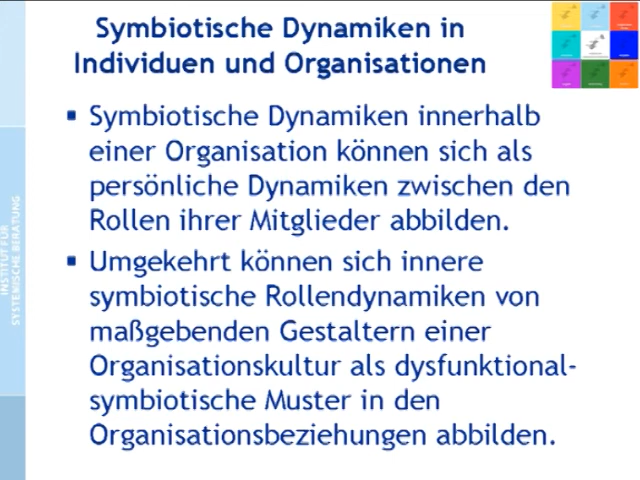 Symbiotische Dynamiken in
Individuen und Organisationen
Symbiotische Dynamiken innerhalb
einer Organisation können sich als
persönliche Dynamiken zwischen den
Rollen ihrer Mitglieder abbilden.
Umgekehrt können sich innere
symbiotische Rollendynamiken von
maßgebenden Gestaltern einer
Organisationskultur als dysfunktional-
symbiotische Muster in den
Organisationsbeziehungen abbilden.
INSTITUT FÜR
SYSTEMISCHE BERATUNG